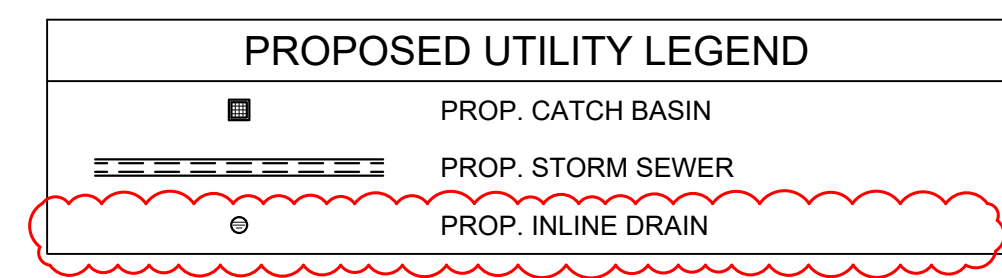 PROPOSED UTILITY LEGEND
PROP. CATCH BASIN
PROP. STORM SEWER
PROP. INLINE DRAIN